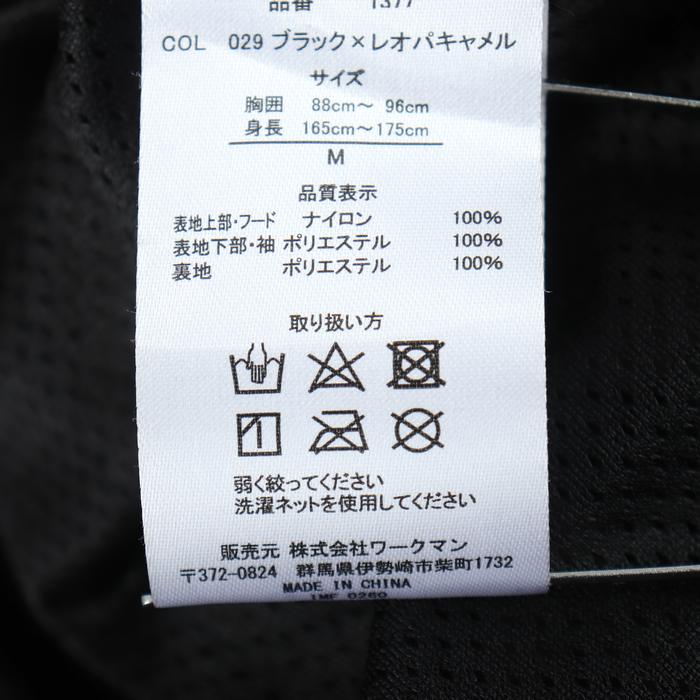 品番 1377
COL 029 ブラック×レオパキャメル
サイズ
胸囲 88cm～ 96cm
身長 165cm～175cm
M
品質表示
表地上部・フード ナイロン 100%
表地下部・袖 ポリエステル 100%
裏地 ポリエステル 100%
取り扱い方
弱く絞ってください
洗濯ネットを使用してください
販売元 株式会社ワークマン
〒372-0824 群馬県伊勢崎市柴町1732
MADE IN CHINA